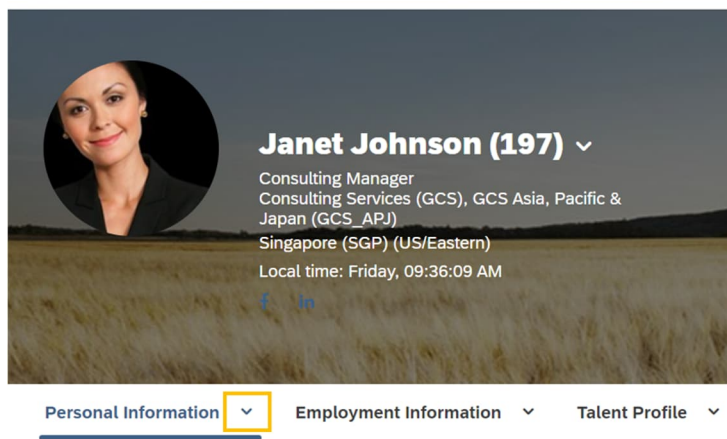 Janet Johnson (197)
Consulting Manager
Consulting Services (GCS), GCS Asia, Pacific &
Japan (GCS_APJ)
Singapore (SGP) (US/Eastern)
Local time: Friday, 09:36:09 AM
f in
Personal Information Employment Information Talent Profile